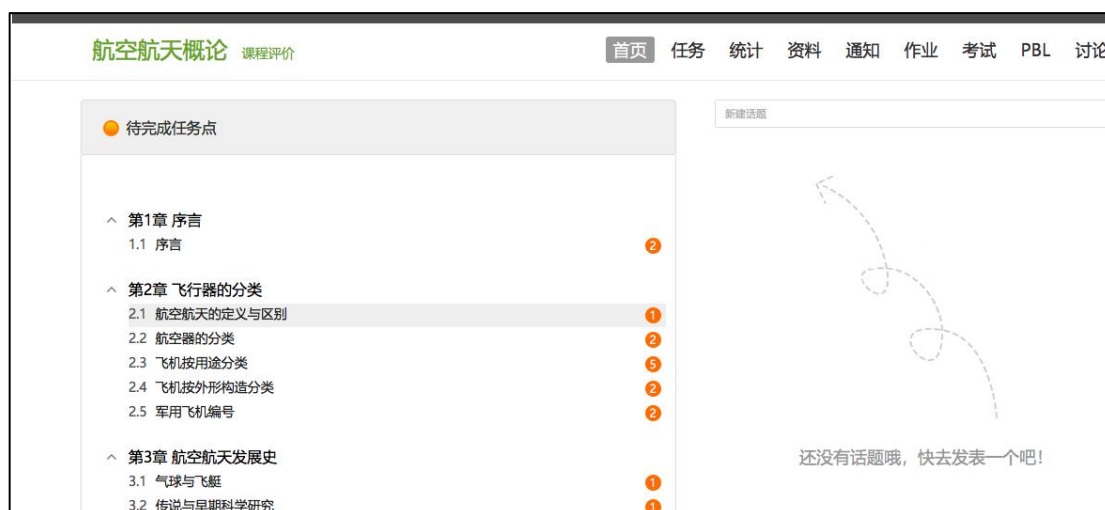 航空航天概论 课程评价
首页 任务 统计 资料 通知 作业 考试 PBL 讨论
待完成任务点
新建话题
第1章 序言
1.1 序言 2
第2章 飞行器的分类
2.1 航空航天的定义与区别 1
2.2 航空器的分类 2
2.3 飞机按用途分类 5
2.4 飞机按外形构造分类 2
2.5 军用飞机编号 2
第3章 航空航天发展史
3.1 气球与飞艇 1
3.2 传说与早期科学研究 1
还没有话题哦，快去发表一个吧！